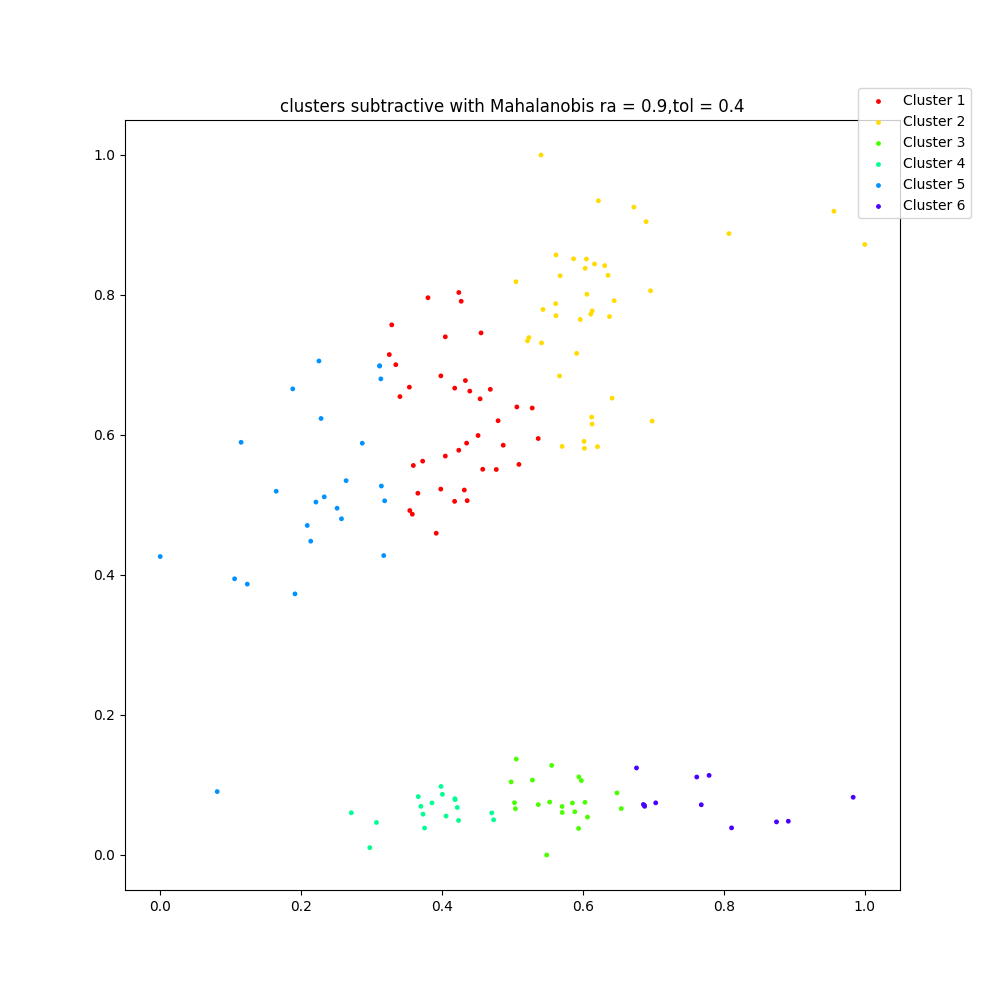 clusters subtractive with Mahalanobis ra = 0.9,tol = 0.4
Cluster 1
Cluster 2
Cluster 3
Cluster 4
Cluster 5
Cluster 6
1.0
0.8
0.6
0.4
0.2
0.0
0.0 0.2 0.4 0.6 0.8 1.0